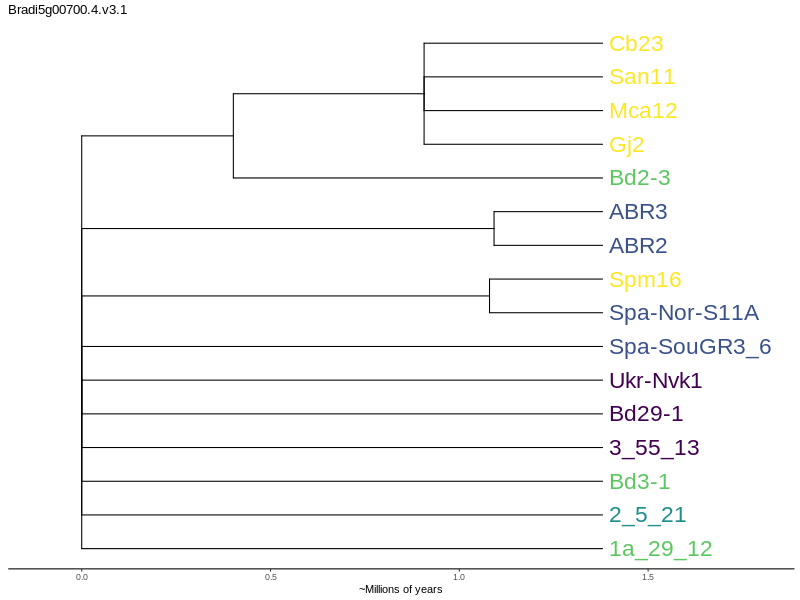 Bradi5g00700.4.v3.1
Cb23
San11
Mca12
Gj2
Bd2-3
ABR3
ABR2
Spm16
Spa-Nor-S11A
Spa-SouGR3_6
Ukr-Nvk1
Bd29-1
3_55_13
Bd3-1
2_5_21
1a_29_12
0.0 0.5 1.0 1.5
~Millions of years